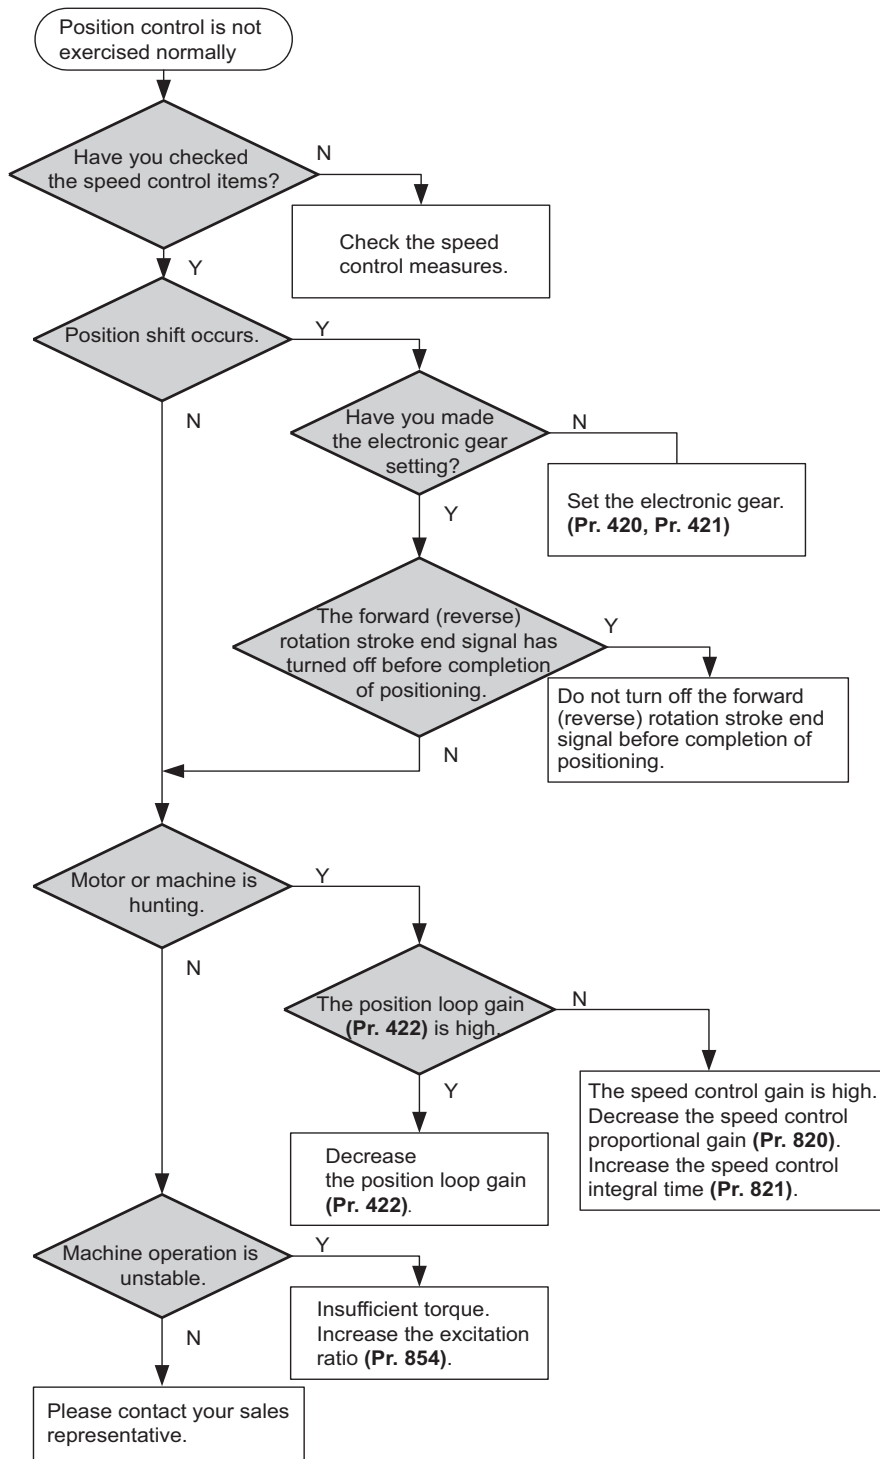 Position control is not
exercised normally
Have you checked
the speed control items?
N
Check the speed
control measures.
Y
Position shift occurs.
Y
N
Have you made
the electronic gear
setting?
N
Set the electronic gear.
(Pr. 420, Pr. 421)
Y
The forward (reverse)
rotation stroke end signal has
turned off before completion
of positioning.
Y
Do not turn off the forward
(reverse) rotation stroke end
signal before completion of
positioning.
N
Motor or machine is
hunting.
Y
N
The position loop gain
(Pr. 422) is high.
N
The speed control gain is high.
Decrease the speed control
proportional gain (Pr. 820).
Increase the speed control
integral time (Pr. 821).
Y
Decrease
the position loop gain
(Pr. 422).
Machine operation is
unstable.
Y
Insufficient torque.
Increase the excitation
ratio (Pr. 854).
N
Please contact your sales
representative.